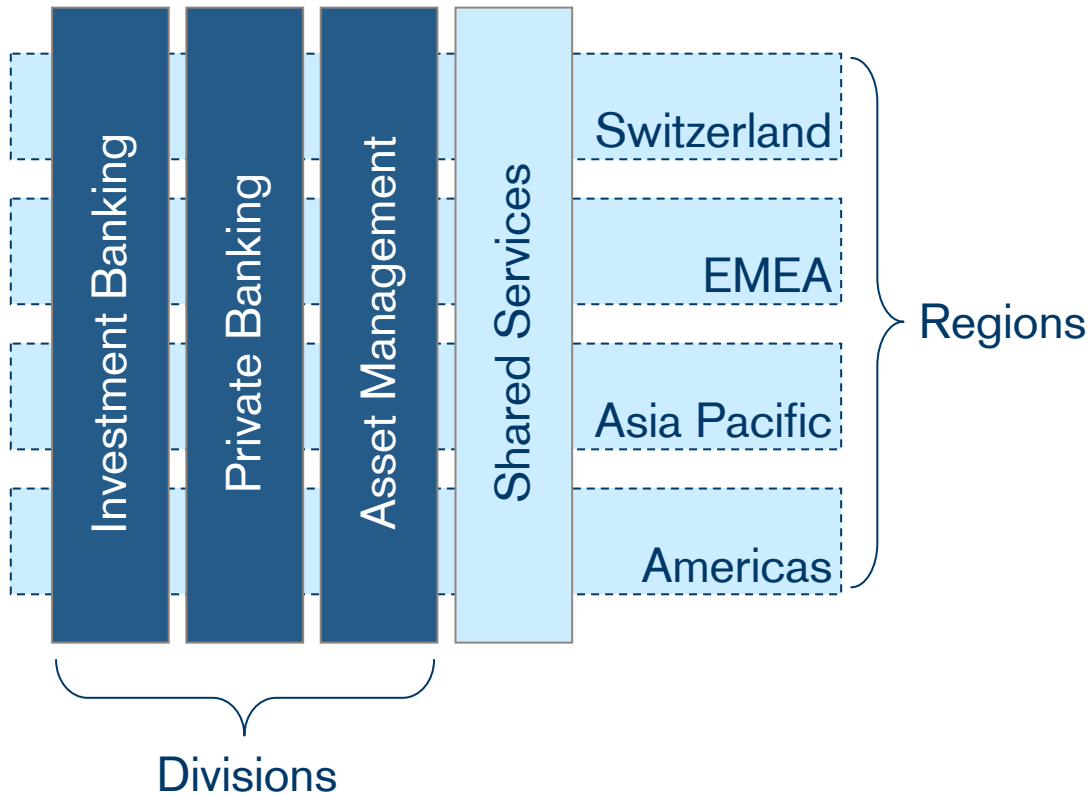 Investment Banking
Private Banking
Asset Management
Shared Services
Switzerland
EMEA
Asia Pacific
Americas
Regions
Divisions